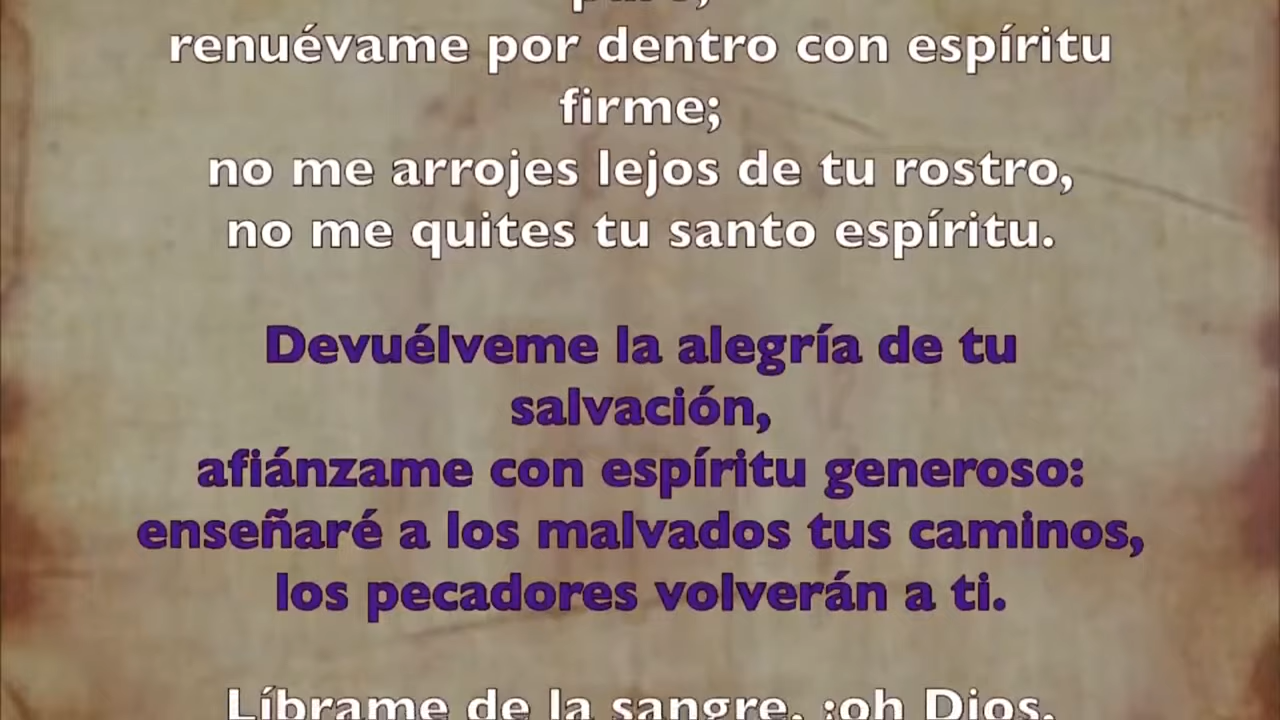 puro,
renuévame por dentro con espíritu
firme;
no me arrojes lejos de tu rostro,
no me quites tu santo espíritu.
Devuélveme la alegría de tu
salvación,
afiánzame con espíritu generoso:
enseñaré a los malvados tus caminos,
los pecadores volverán a ti.
Líbrame de la sangre, ¡oh Dios,